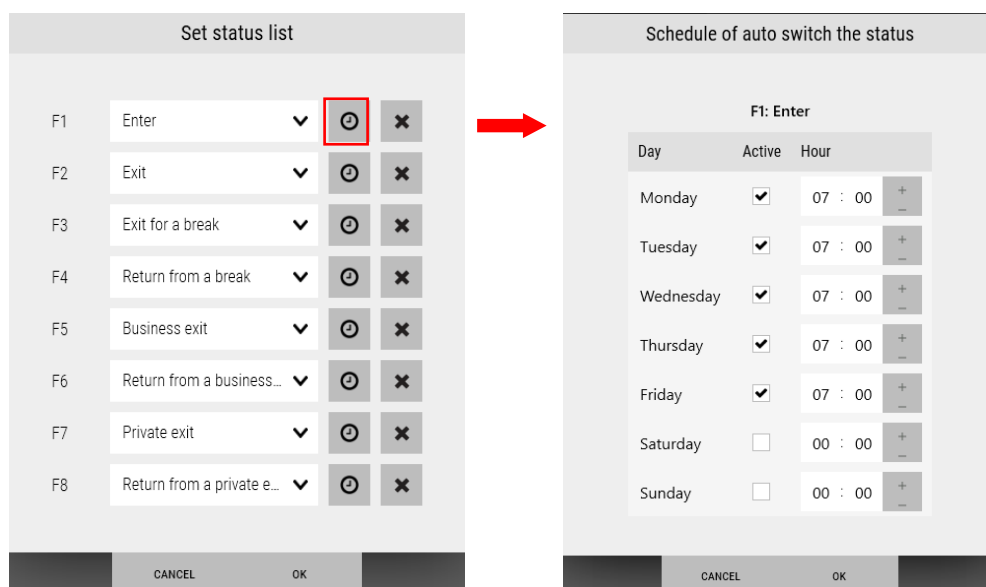 Set status list
F1 Enter
F2 Exit
F3 Exit for a break
F4 Return from a break
F5 Business exit
F6 Return from a business...
F7 Private exit
F8 Return from a private e...
CANCEL OK
Schedule of auto switch the status
F1: Enter
Day Active Hour
Monday 07 : 00 + −
Tuesday 07 : 00 + −
Wednesday 07 : 00 + −
Thursday 07 : 00 + −
Friday 07 : 00 + −
Saturday 00 : 00 + −
Sunday 00 : 00 + −
CANCEL OK